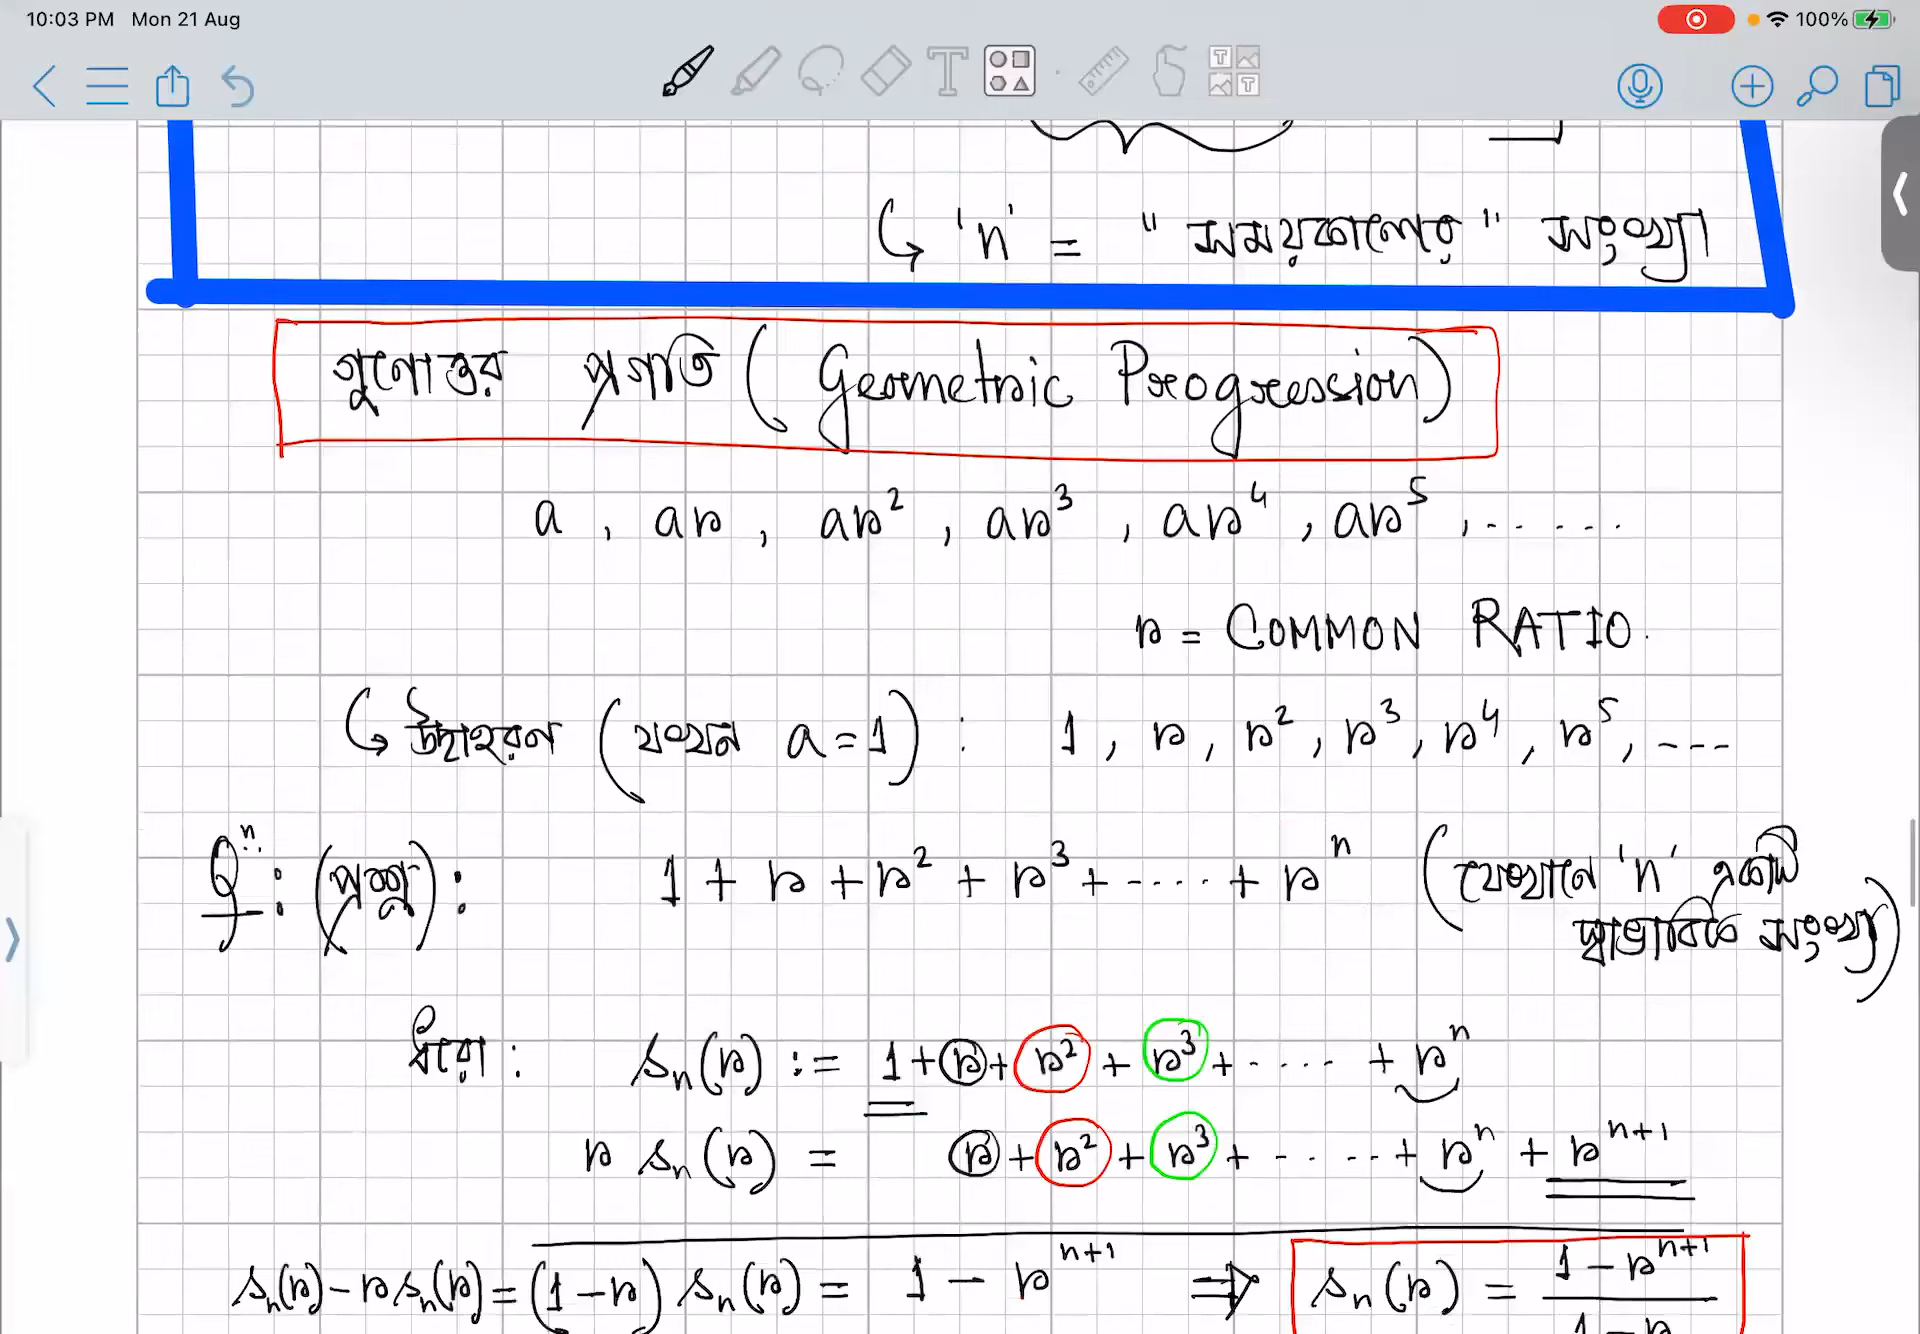 10:03 PM Mon 21 Aug 100%
↳ 'n' = "সময়কালের" সংখ্যা
গুনোত্তর প্রগতি (Geometric Progression)
a, ar, ar², ar³, ar⁴, ar⁵, ......
r = COMMON RATIO.
↳ উদাহরন (যখন a=1) : 1, r, r², r³, r⁴, r⁵, ---
Qⁿ: (প্রশ্ন): 1 + r + r² + r³ + ..... + rⁿ (যেখানে 'n' একটি
স্বাভাবিক সংখ্যা)
ধরো: Sₙ(r) := 1 + r + r² + r³ + ..... + rⁿ
r Sₙ(r) = r + r² + r³ + ..... + rⁿ + rⁿ⁺¹
Sₙ(r) - r Sₙ(r) = (1-r) Sₙ(r) = 1 - rⁿ⁺¹ ⇒ Sₙ(r) = (1 - rⁿ⁺¹)/(1 - r)